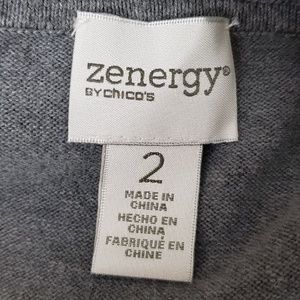 zenergy®
BY CHICO'S
2
MADE IN
CHINA
HECHO EN
CHINA
FABRIQUÉ EN
CHINE